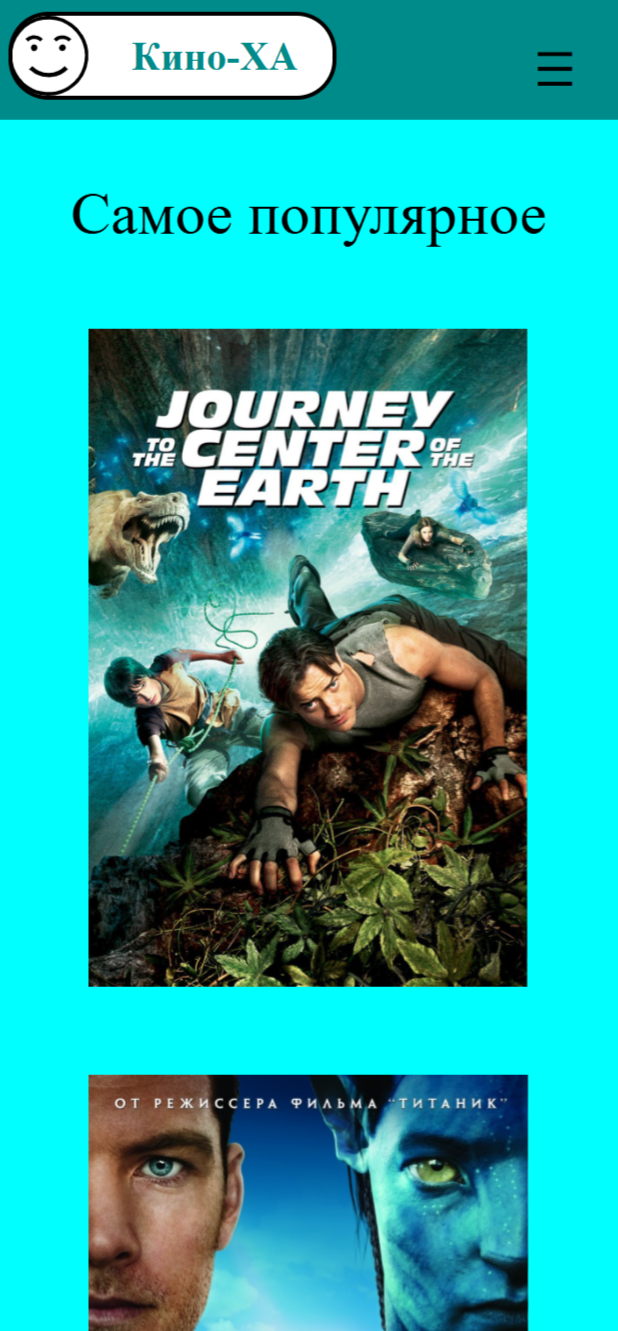 Кино-ХА
Самое популярное
JOURNEY
TO THE CENTER OF THE
EARTH
ОТ РЕЖИССЕРА ФИЛЬМА “ТИТАНИК”